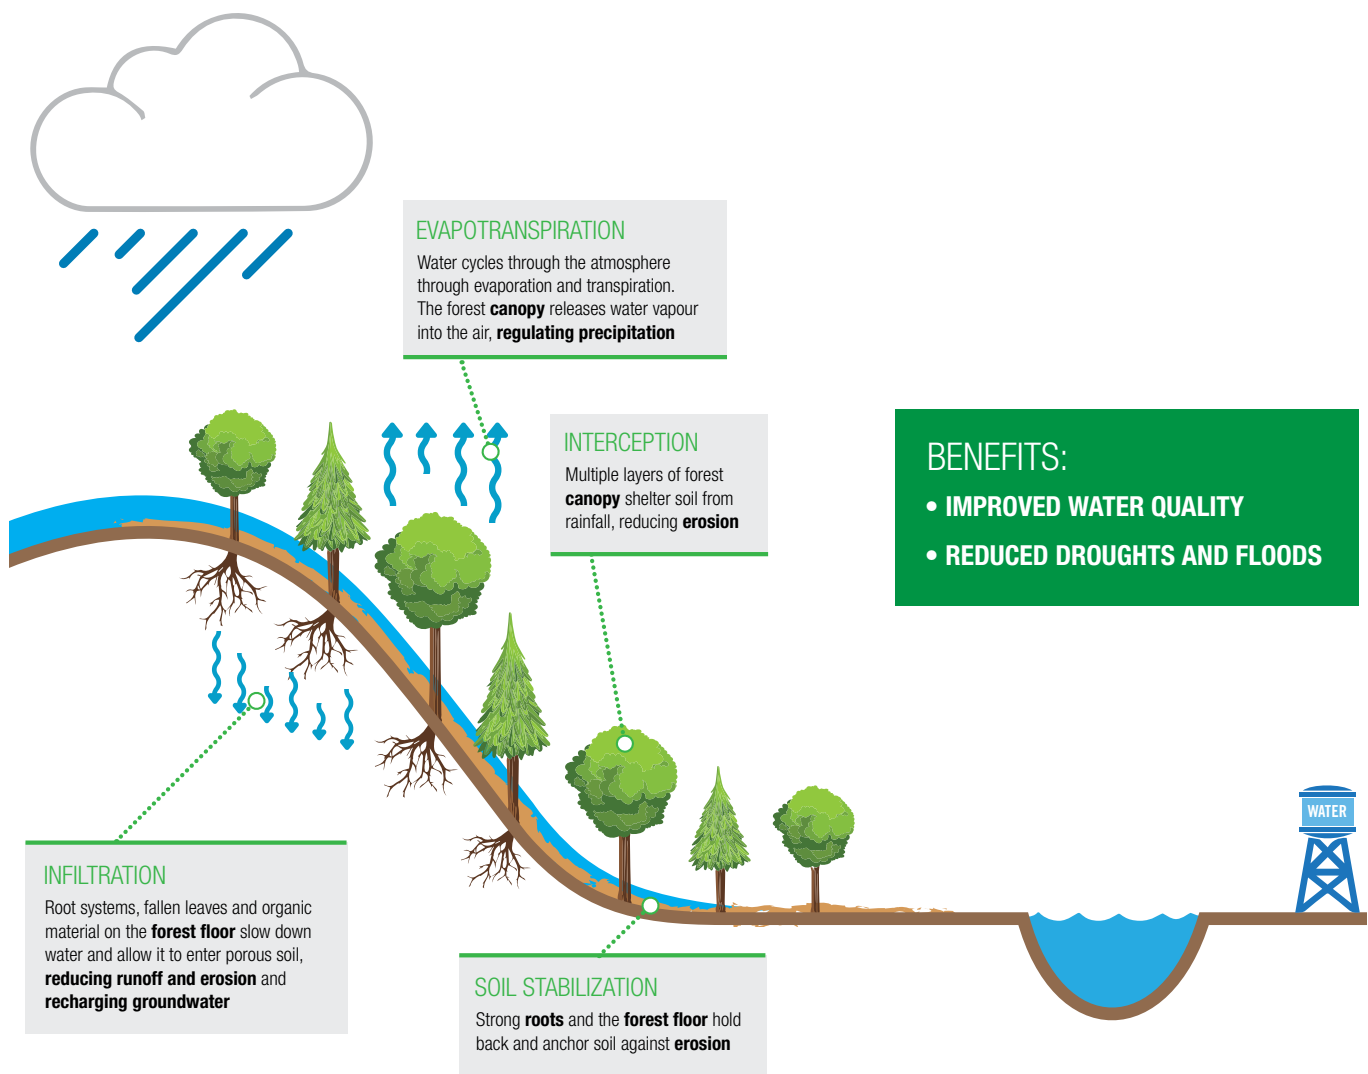 EVAPOTRANSPIRATION
Water cycles through the atmosphere
through evaporation and transpiration.
The forest canopy releases water vapour
into the air, regulating precipitation
INTERCEPTION
Multiple layers of forest
canopy shelter soil from
rainfall, reducing erosion
BENEFITS:
• IMPROVED WATER QUALITY
• REDUCED DROUGHTS AND FLOODS
WATER
INFILTRATION
Root systems, fallen leaves and organic
material on the forest floor slow down
water and allow it to enter porous soil,
reducing runoff and erosion and
recharging groundwater
SOIL STABILIZATION
Strong roots and the forest floor hold
back and anchor soil against erosion